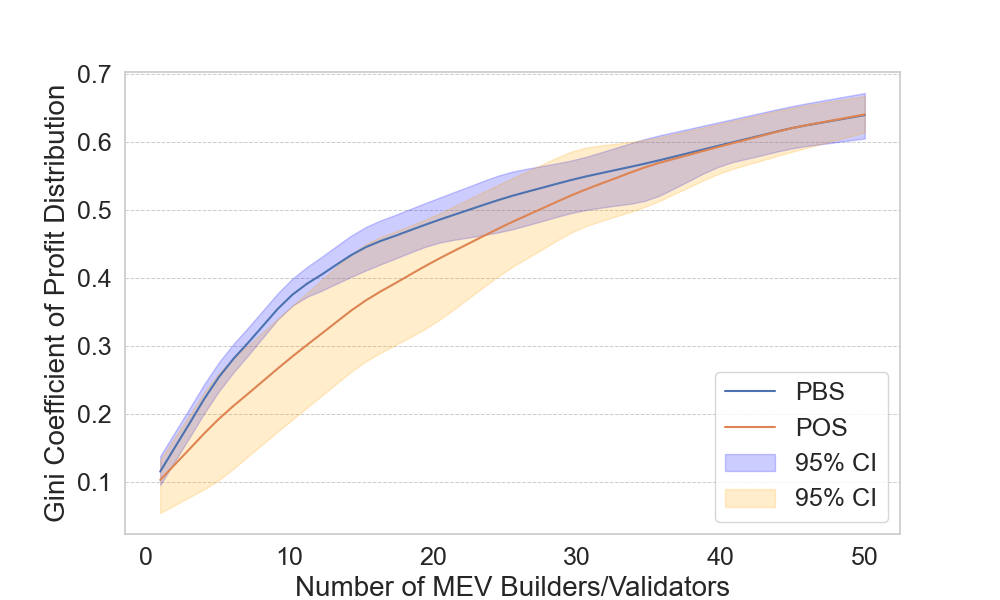 Gini Coefficient of Profit Distribution
0.7
0.6
0.5
0.4
0.3
0.2
0.1
PBS
POS
95% CI
95% CI
0 10 20 30 40 50
Number of MEV Builders/Validators